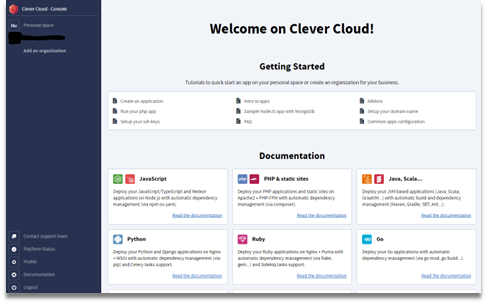 Clever Cloud - Console
Me Personal space
Add an organisation
Contact support team
Platform Status
Profile
Documentation
Logout
Welcome on Clever Cloud!
Getting Started
Tutorials to quick start an app on your personal space or create an organization for your business.
Create an application
Intro to apps
Addons
Run your php app
Sample NodeJS app with MongoDB
Setup your domain name
Setup your ssh keys
FAQ
Common apps configuration
Documentation
JavaScript
Deploy your JavaScript/TypeScript and Meteor
applications on Node.js with automatic dependency
management (via npm ou yarn).
Read the documentation
PHP & static sites
Deploy your PHP applications and static sites on
Apache2 + PHP-FPM with automatic dependency
management (via composer).
Read the documentation
Java, Scala...
Deploy your JVM based applications (Java, Scala,
GraalVM...) with automatic build and dependency
management (Maven, Gradle, SBT, Ant...).
Read the documentation
Python
Deploy your Python and Django applications on Nginx
+ WSGI with automatic dependency management (via
pip) and Celery tasks support.
Read the documentation
Ruby
Deploy your Ruby applications on Nginx + Puma with
automatic dependency management (via Rake,
gem...) and Sidekiq tasks support.
Read the documentation
Go
Deploy your Go applications with automatic
dependency management (via go mod, go build...).
Read the documentation